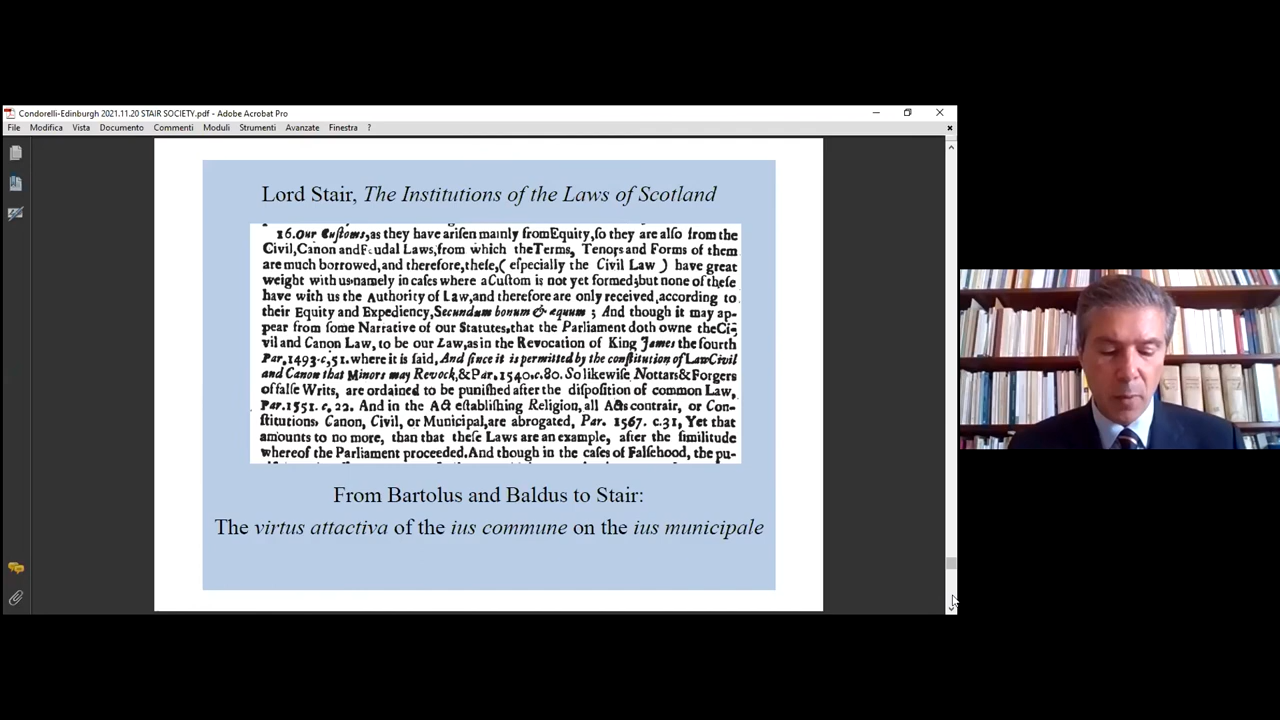 Condorelli-Edinburgh 2021.11.20 STAIR SOCIETY.pdf - Adobe Acrobat Pro
File Modifica Vista Documento Commenti Moduli Strumenti Avanzate Finestra ?
Lord Stair, The Institutions of the Laws of Scotland
16. Our Cuſtoms, as they have ariſen mainly from Equity, ſo they are alſo from the
Civil, Canon and Feudal Laws, from which the Terms, Tenors and Forms of them
are much borrowed, and therefore, theſe, ( eſpecially the Civil Law ) have great
weight with us, namely in caſes where a Cuſtom is not yet formed; but none of theſe
have with us the Authority of Law, and therefore are only received, according to
their Equity and Expediency, Secundum bonum & æquum ; And though it may ap-
pear from ſome Narrative of our Statutes, that the Parliament doth owne the Ci-
vil and Canon Law, to be our Law, as in the Revocation of King James the fourth
Par, 1493. c, 51. where it is ſaid, And ſince it is permitted by the conſtitution of Law Civil
and Canon that Minors may Revock, & Par, 1540. c. 80. So likewiſe Nottars & Forgers
of falſe Writs, are ordained to be puniſhed after the diſpoſition of common Law,
Par. 1551. c, 22. And in the Act eſtabliſhing Religion, all Acts contrair, or Con-
ſtitutions, Canon, Civil, or Municipal, are abrogated, Par. 1567. c. 31, Yet that
amounts to no more, than that theſe Laws are an example, after the ſimilitude
whereof the Parliament proceeded. And though in the caſes of Falſehood, the pu-
From Bartolus and Baldus to Stair:
The virtus attactiva of the ius commune on the ius municipale